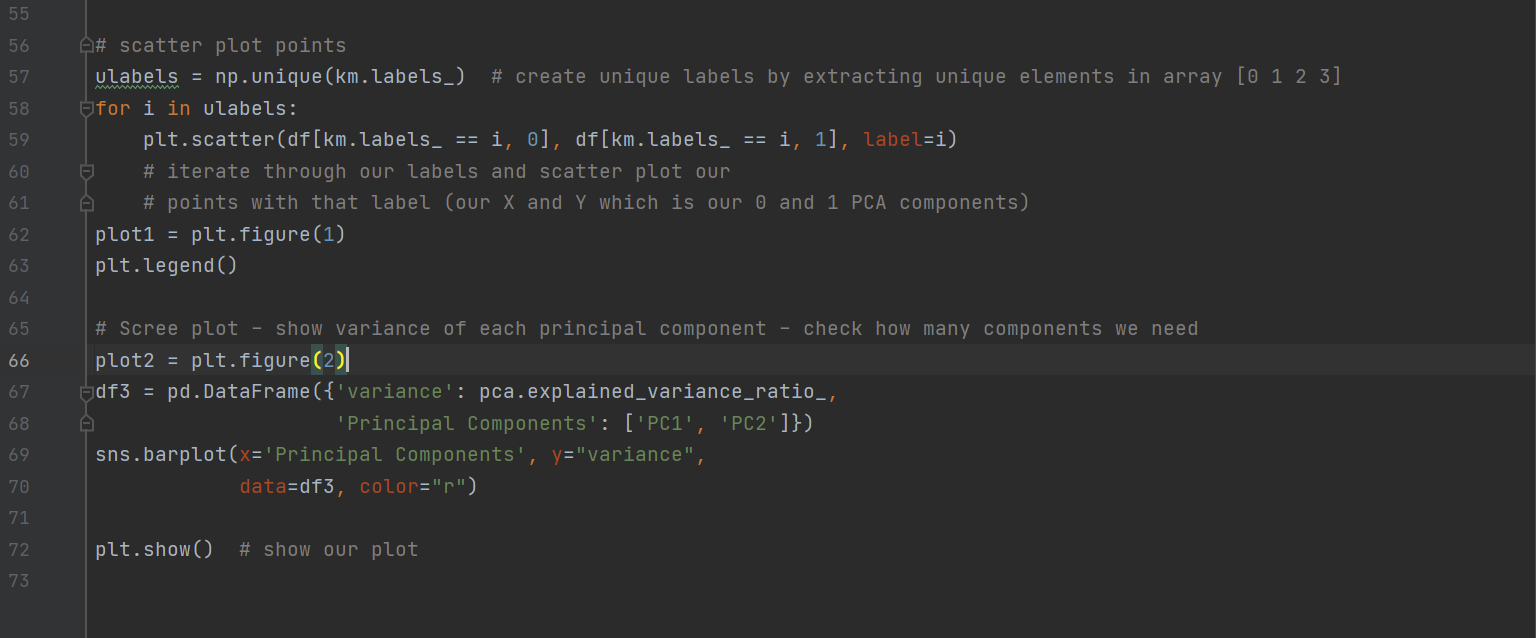 55
56 # scatter plot points
57 ulabels = np.unique(km.labels_)  # create unique labels by extracting unique elements in array [0 1 2 3]
58 for i in ulabels:
59     plt.scatter(df[km.labels_ == i, 0], df[km.labels_ == i, 1], label=i)
60     # iterate through our labels and scatter plot our
61     # points with that label (our X and Y which is our 0 and 1 PCA components)
62 plot1 = plt.figure(1)
63 plt.legend()
64
65 # Scree plot - show variance of each principal component - check how many components we need
66 plot2 = plt.figure(2)
67 df3 = pd.DataFrame({'variance': pca.explained_variance_ratio_,
68                     'Principal Components': ['PC1', 'PC2']})
69 sns.barplot(x='Principal Components', y="variance",
70             data=df3, color="r")
71
72 plt.show()  # show our plot
73